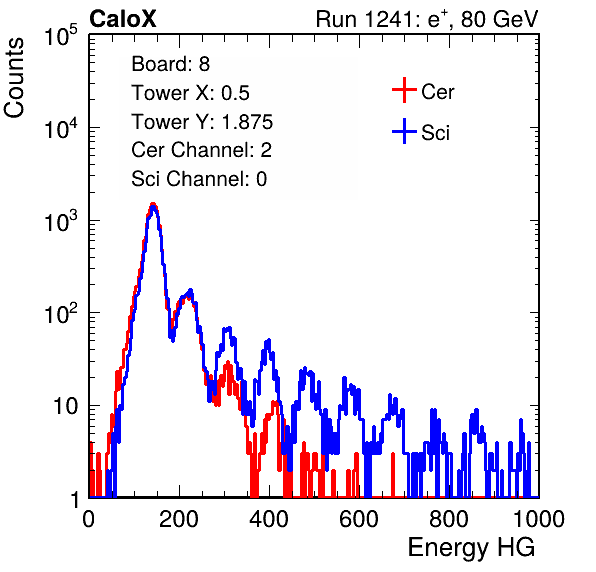 CaloX Run 1241: e⁺, 80 GeV
Counts
10⁵
10⁴
10³
10²
10
1
Board: 8
Tower X: 0.5
Tower Y: 1.875
Cer Channel: 2
Sci Channel: 0
Cer
Sci
0 200 400 600 800 1000
Energy HG